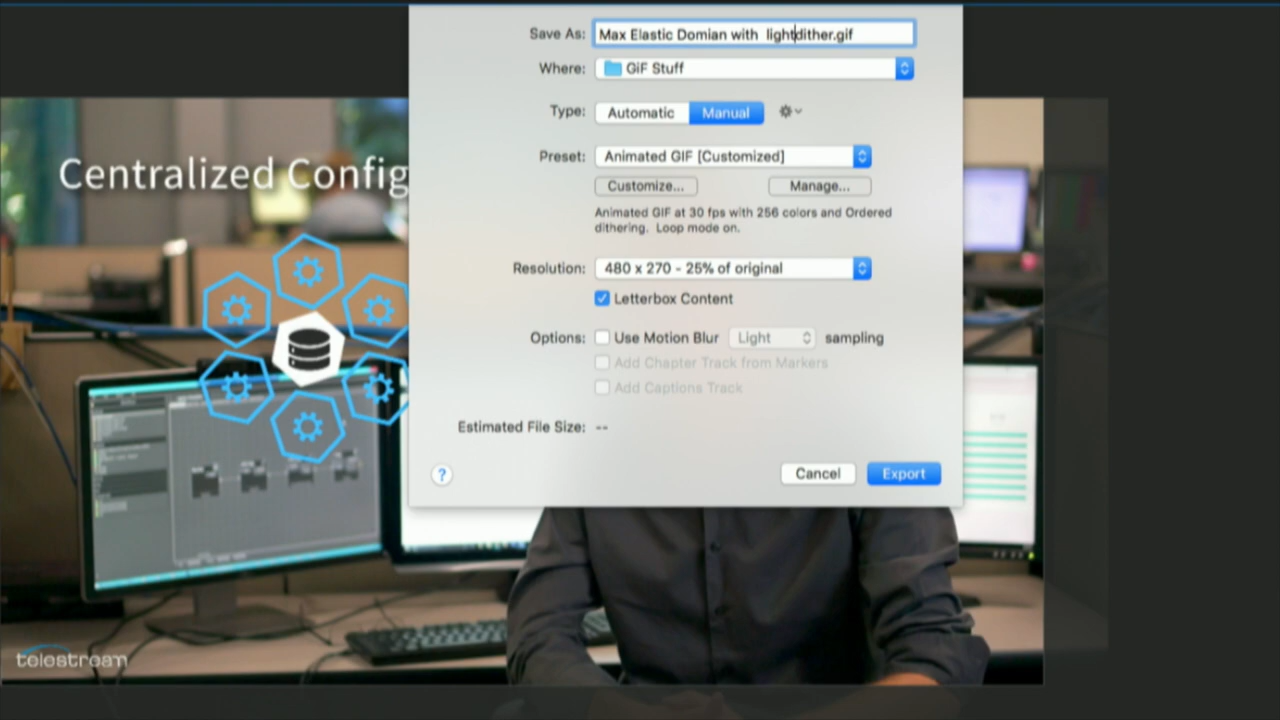 Save As: Max Elastic Domian with  lightdither.gif
Where: GiF Stuff
Type: Automatic Manual
Preset: Animated GIF [Customized]
Customize... Manage...
Animated GIF at 30 fps with 256 colors and Ordered
dithering.  Loop mode on.
Resolution: 480 x 270 - 25% of original
Letterbox Content
Options: Use Motion Blur Light sampling
Add Chapter Track from Markers
Add Captions Track
Estimated File Size: --
? Cancel Export
Centralized Config
telestream